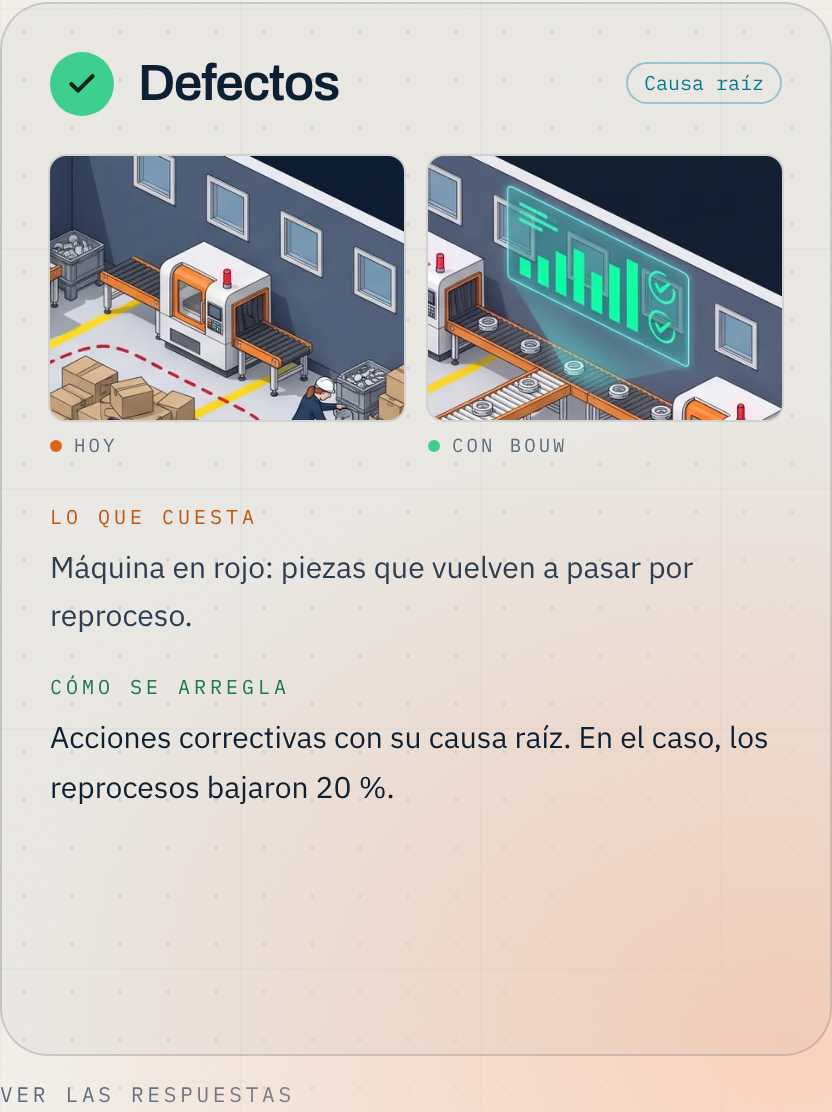 Defectos
Causa raíz
HOY
CON BOUW
LO QUE CUESTA
Máquina en rojo: piezas que vuelven a pasar por
reproceso.
CÓMO SE ARREGLA
Acciones correctivas con su causa raíz. En el caso, los
reprocesos bajaron 20 %.
VER LAS RESPUESTAS